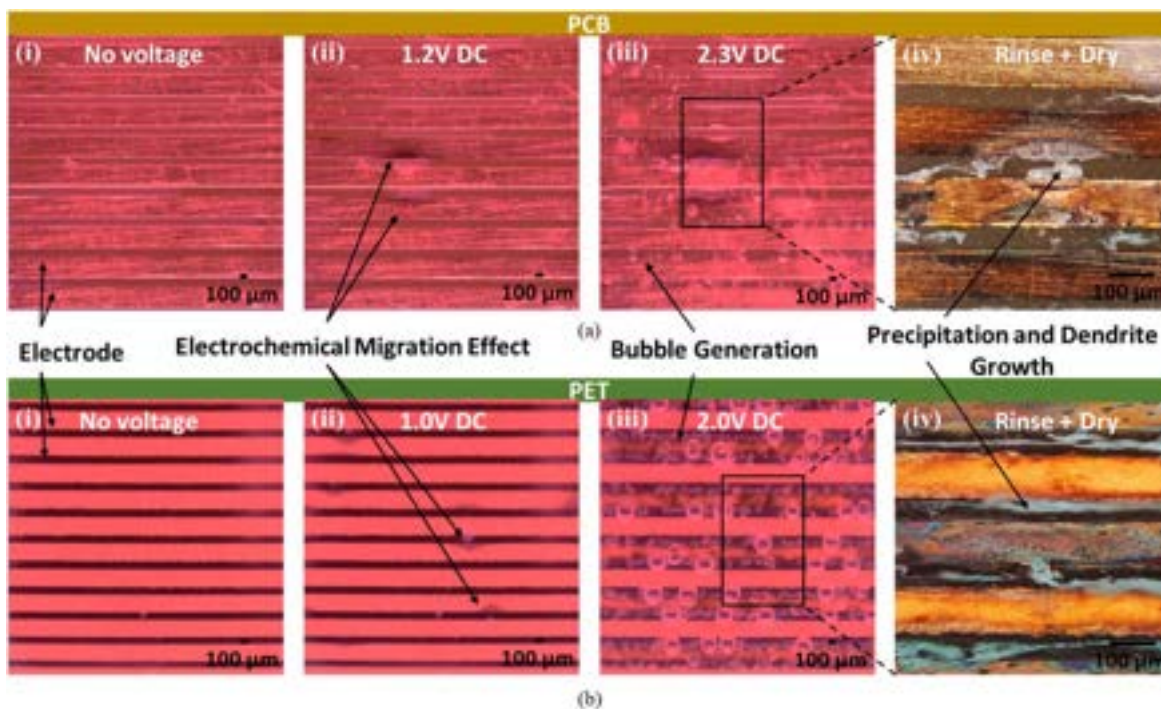 PCB
(i) No voltage
(ii) 1.2V DC
(iii) 2.3V DC
(iv) Rinse + Dry
100 µm
100 µm
100 µm
100 µm
(a)
Electrode
Electrochemical Migration Effect
Bubble Generation
Precipitation and Dendrite
Growth
PET
(i) No voltage
(ii) 1.0V DC
(iii) 2.0V DC
(iv) Rinse + Dry
100 µm
100 µm
100 µm
100 µm
(b)